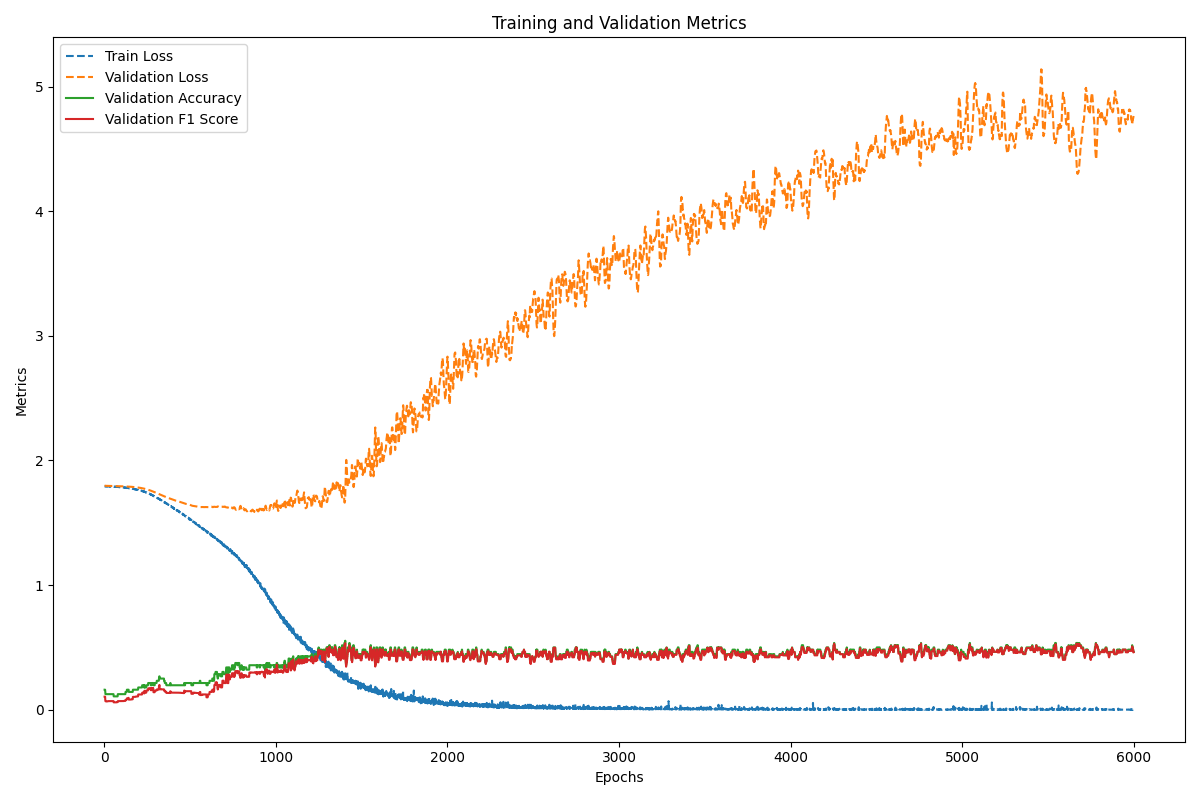 Training and Validation Metrics
Train Loss
Validation Loss
Validation Accuracy
Validation F1 Score
Metrics
5
4
3
2
1
0
0 1000 2000 3000 4000 5000 6000
Epochs